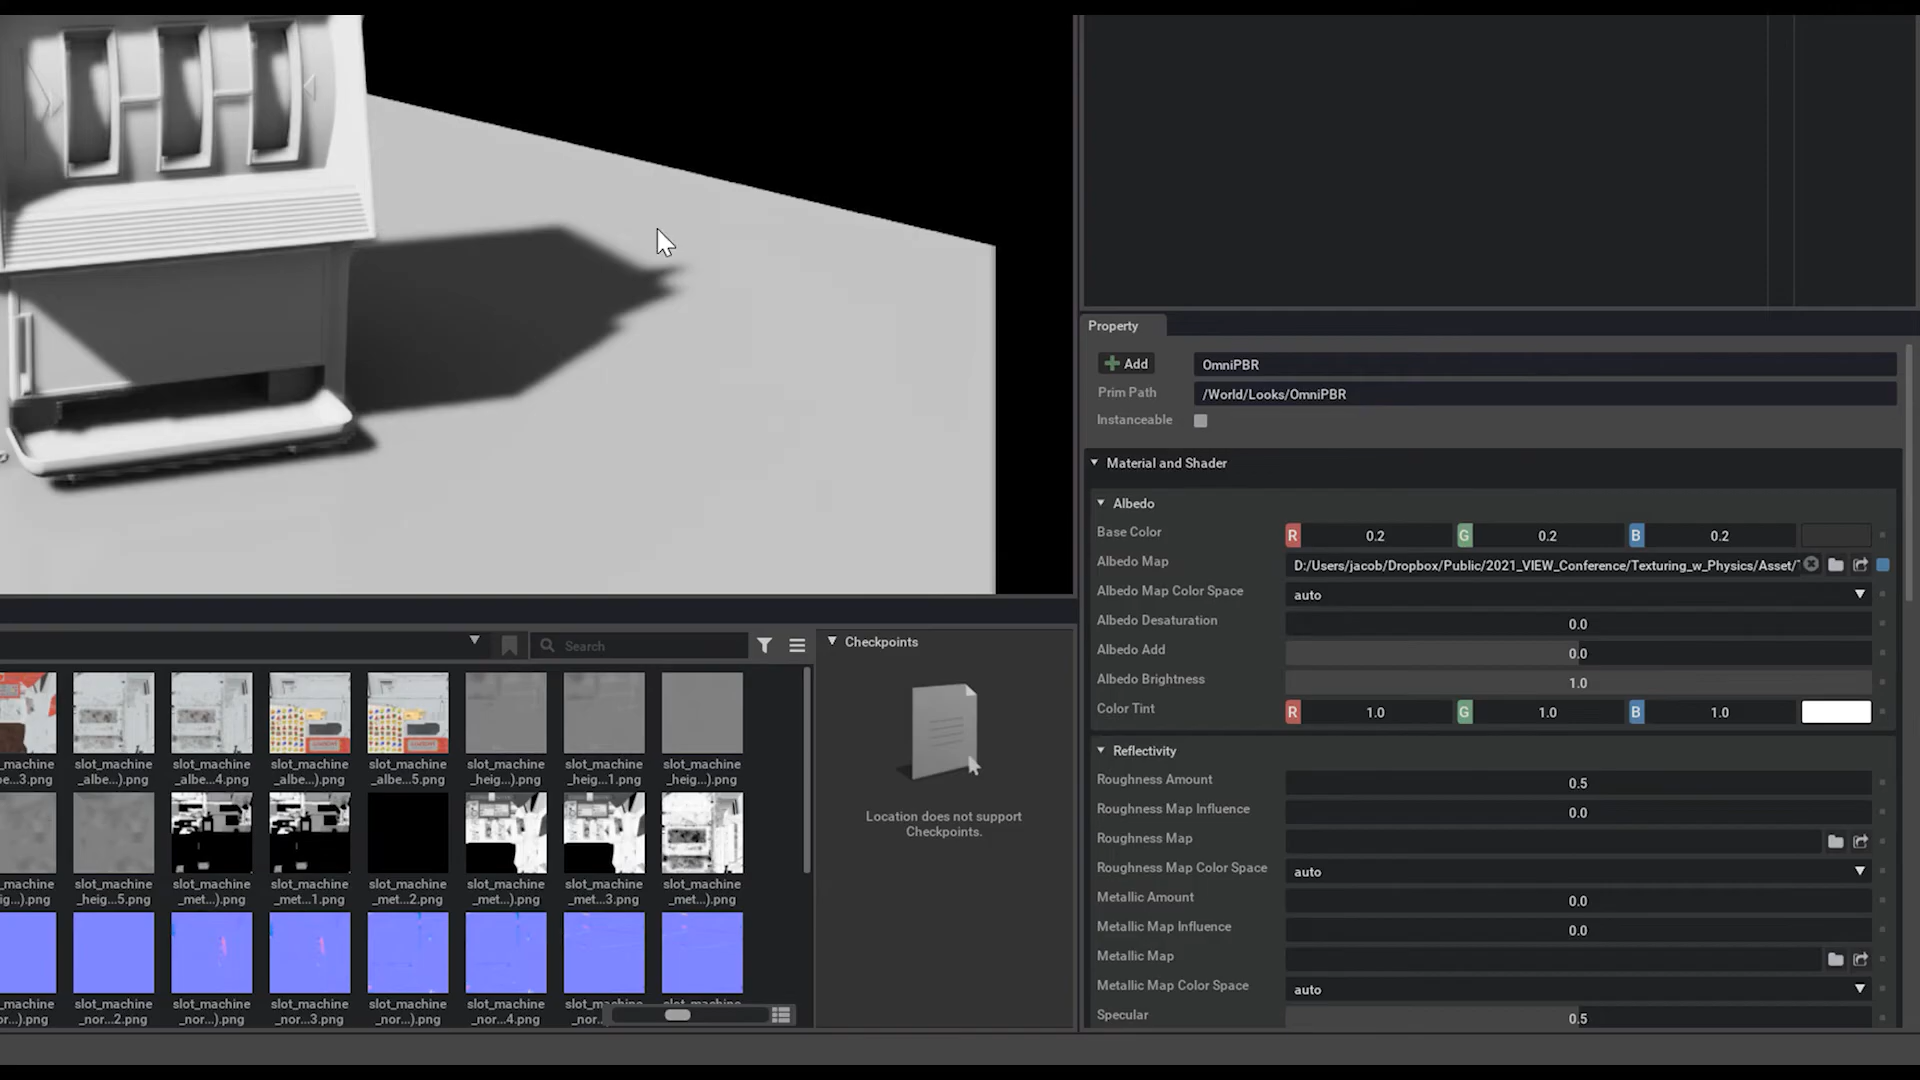 Property
Add
OmniPBR
Prim Path
/World/Looks/OmniPBR
Instanceable
Material and Shader
Albedo
Base Color R 0.2 G 0.2 B 0.2
Albedo Map D:/Users/jacob/Dropbox/Public/2021_VIEW_Conference/Texturing_w_Physics/Asset/
Albedo Map Color Space auto
Albedo Desaturation 0.0
Albedo Add 0.0
Albedo Brightness 1.0
Color Tint R 1.0 G 1.0 B 1.0
Reflectivity
Roughness Amount 0.5
Roughness Map Influence 0.0
Roughness Map
Roughness Map Color Space auto
Metallic Amount 0.0
Metallic Map Influence 0.0
Metallic Map
Metallic Map Color Space auto
Specular 0.5
Search
Checkpoints
Location does not support
Checkpoints.
t_machine slot_machine slot_machine slot_machine slot_machine slot_machine slot_machine slot_machine
be...3.png _albe...).png _albe...4.png _albe...).png _albe...5.png _heig...).png _heig...1.png _heig...).png
t_machine slot_machine slot_machine slot_machine slot_machine slot_machine slot_machine slot_machine
ig...).png _heig...5.png _met...).png _met...1.png _met...2.png _met...).png _met...3.png _met...).png
t_machine slot_machine slot_machine slot_machine slot_machine slot_machine slot_machine slot_machine
or...).png _nor...2.png _nor...).png _nor...3.png _nor...).png _nor...4.png _nor..